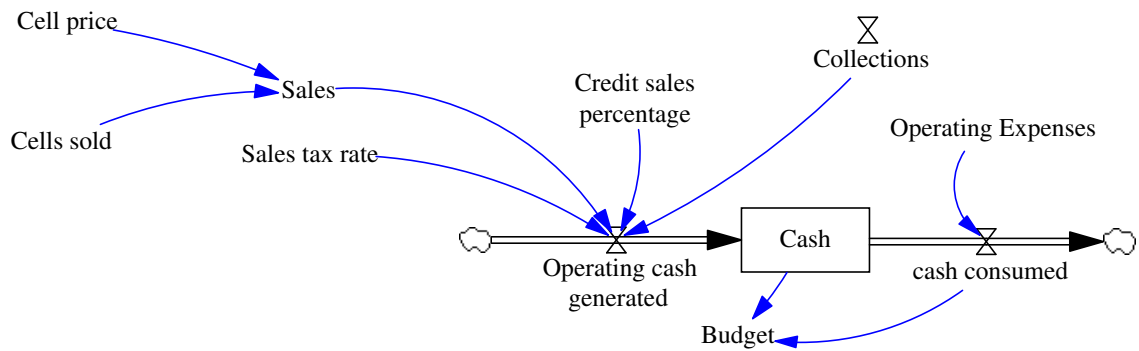 Cell price
Collections
Sales
Credit sales
percentage
Cells sold
Operating Expenses
Sales tax rate
Cash
Operating cash
generated
cash consumed
Budget